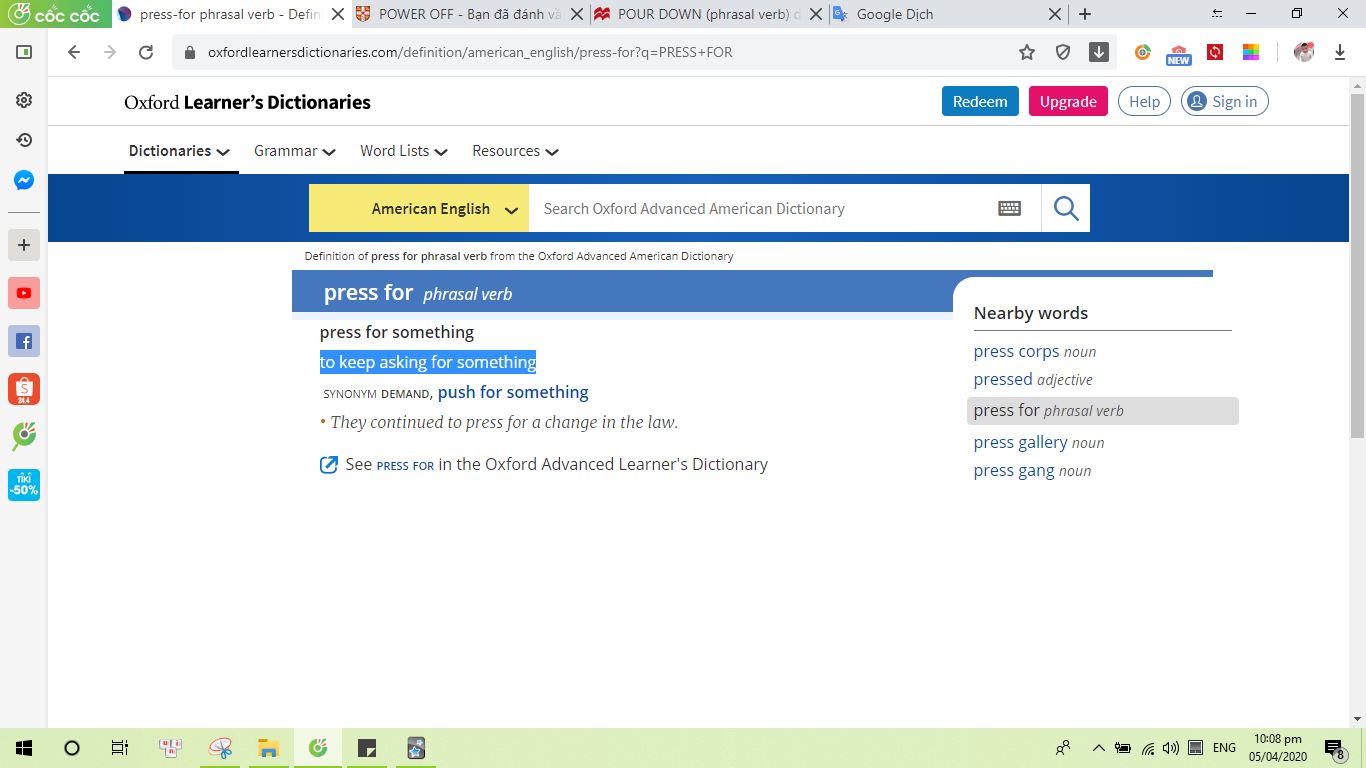 cốc cốc
press-for phrasal verb - Defin
POWER OFF - Bạn đã đánh vầ
POUR DOWN (phrasal verb) d
Google Dịch
oxfordlearnersdictionaries.com/definition/american_english/press-for?q=PRESS+FOR
NEW
Oxford Learner's Dictionaries
Redeem
Upgrade
Help
Sign in
Dictionaries
Grammar
Word Lists
Resources
American English
Search Oxford Advanced American Dictionary
Definition of press for phrasal verb from the Oxford Advanced American Dictionary
press for phrasal verb
press for something
to keep asking for something
SYNONYM DEMAND, push for something
• They continued to press for a change in the law.
See PRESS FOR in the Oxford Advanced Learner's Dictionary
Nearby words
press corps noun
pressed adjective
press for phrasal verb
press gallery noun
press gang noun
24.4
TIKI
-50%
ENG
10:08 pm
05/04/2020
8